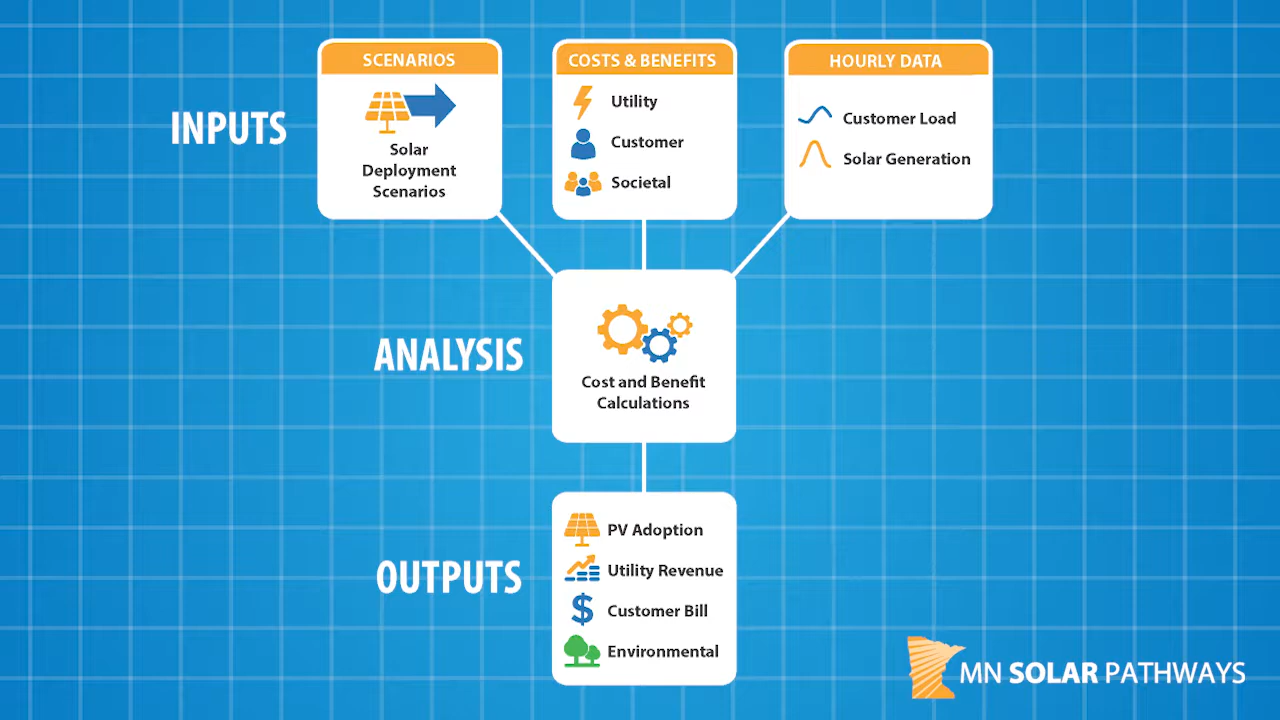 INPUTS
SCENARIOS
Solar
Deployment
Scenarios
COSTS & BENEFITS
Utility
Customer
Societal
HOURLY DATA
Customer Load
Solar Generation
ANALYSIS
Cost and Benefit
Calculations
OUTPUTS
PV Adoption
Utility Revenue
$
Customer Bill
Environmental
MN SOLAR PATHWAYS